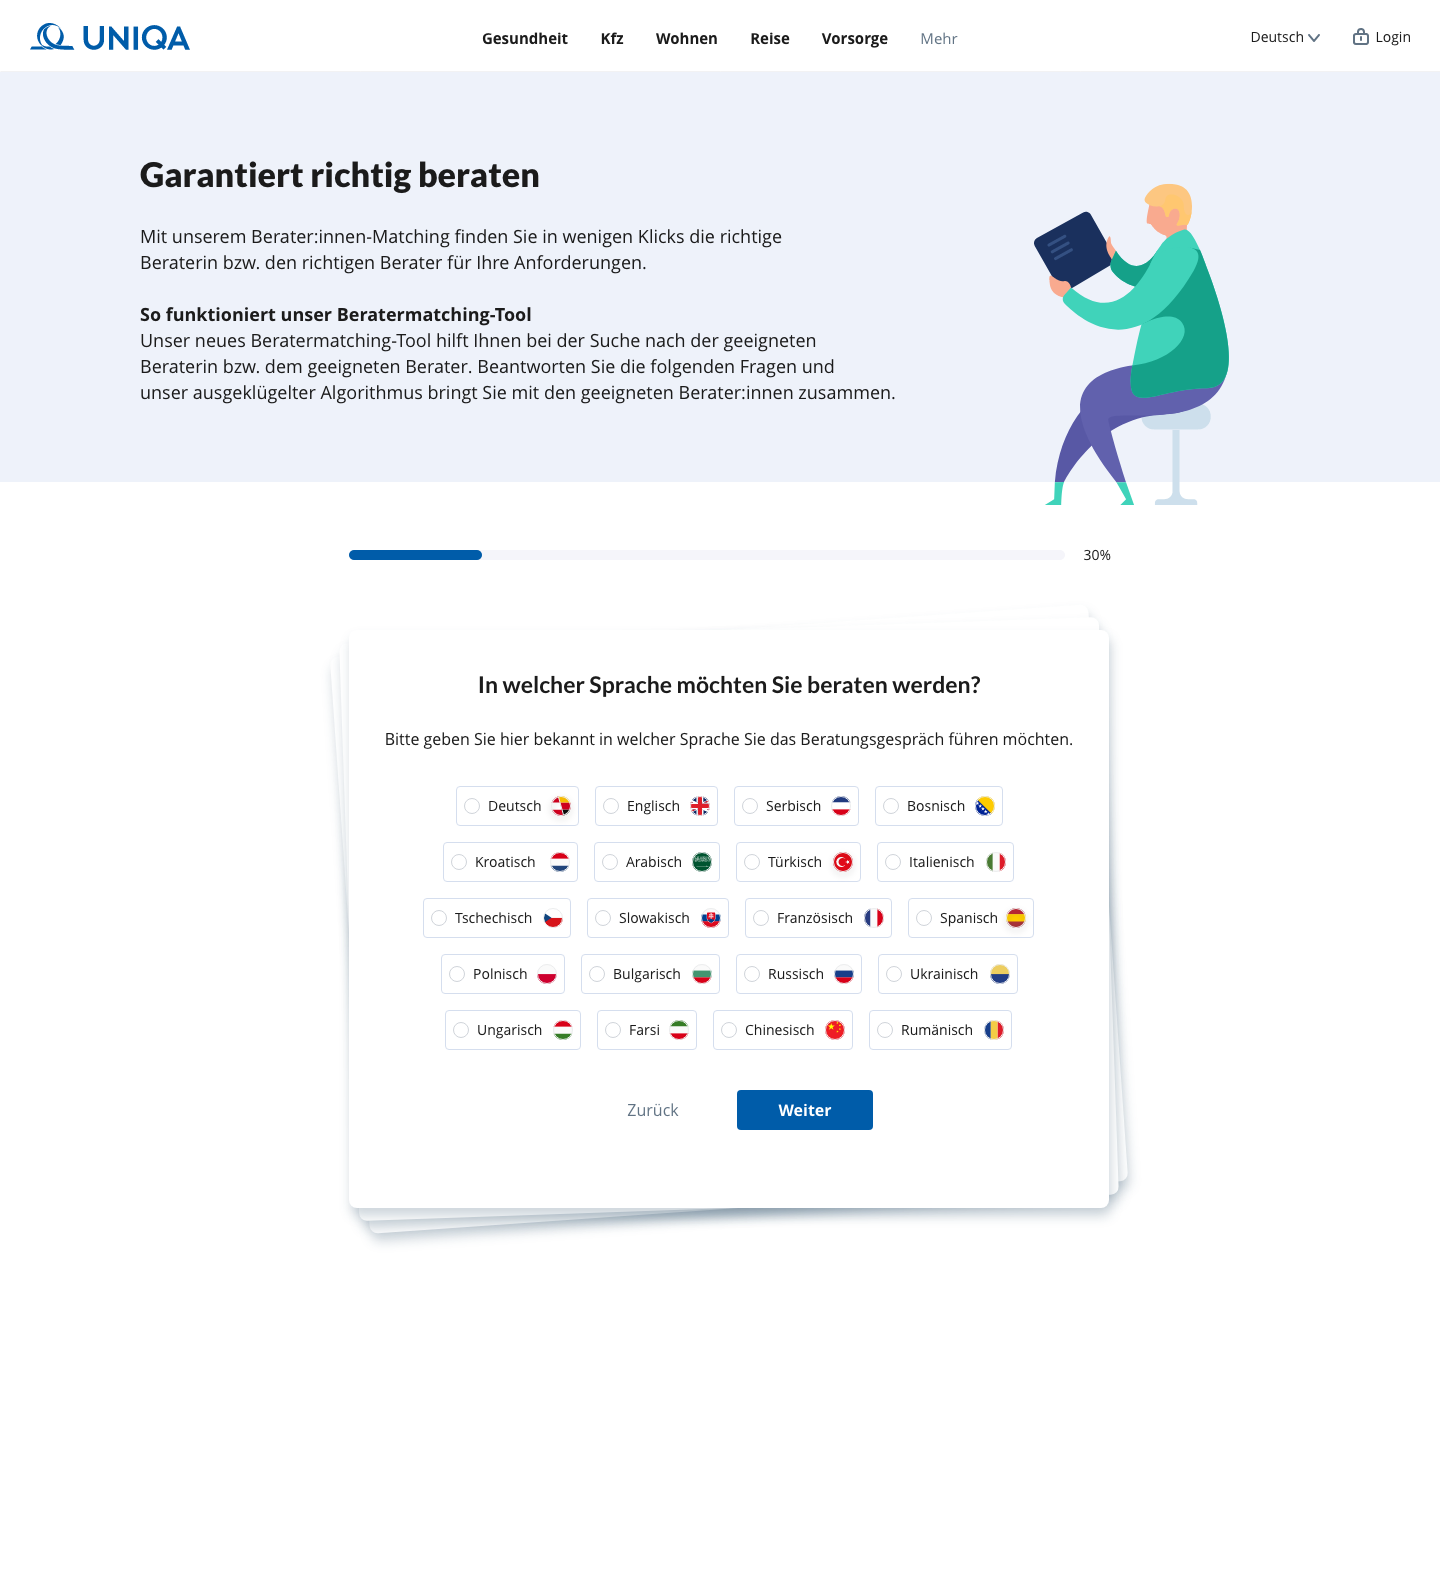 UNIQA
Gesundheit Kfz Wohnen Reise Vorsorge Mehr
Deutsch Login
Garantiert richtig beraten
Mit unserem Berater:innen-Matching finden Sie in wenigen Klicks die richtige
Beraterin bzw. den richtigen Berater für Ihre Anforderungen.
So funktioniert unser Beratermatching-Tool
Unser neues Beratermatching-Tool hilft Ihnen bei der Suche nach der geeigneten
Beraterin bzw. dem geeigneten Berater. Beantworten Sie die folgenden Fragen und
unser ausgeklügelter Algorithmus bringt Sie mit den geeigneten Berater:innen zusammen.
30%
In welcher Sprache möchten Sie beraten werden?
Bitte geben Sie hier bekannt in welcher Sprache Sie das Beratungsgespräch führen möchten.
Deutsch Englisch Serbisch Bosnisch
Kroatisch Arabisch Türkisch Italienisch
Tschechisch Slowakisch Französisch Spanisch
Polnisch Bulgarisch Russisch Ukrainisch
Ungarisch Farsi Chinesisch Rumänisch
Zurück Weiter